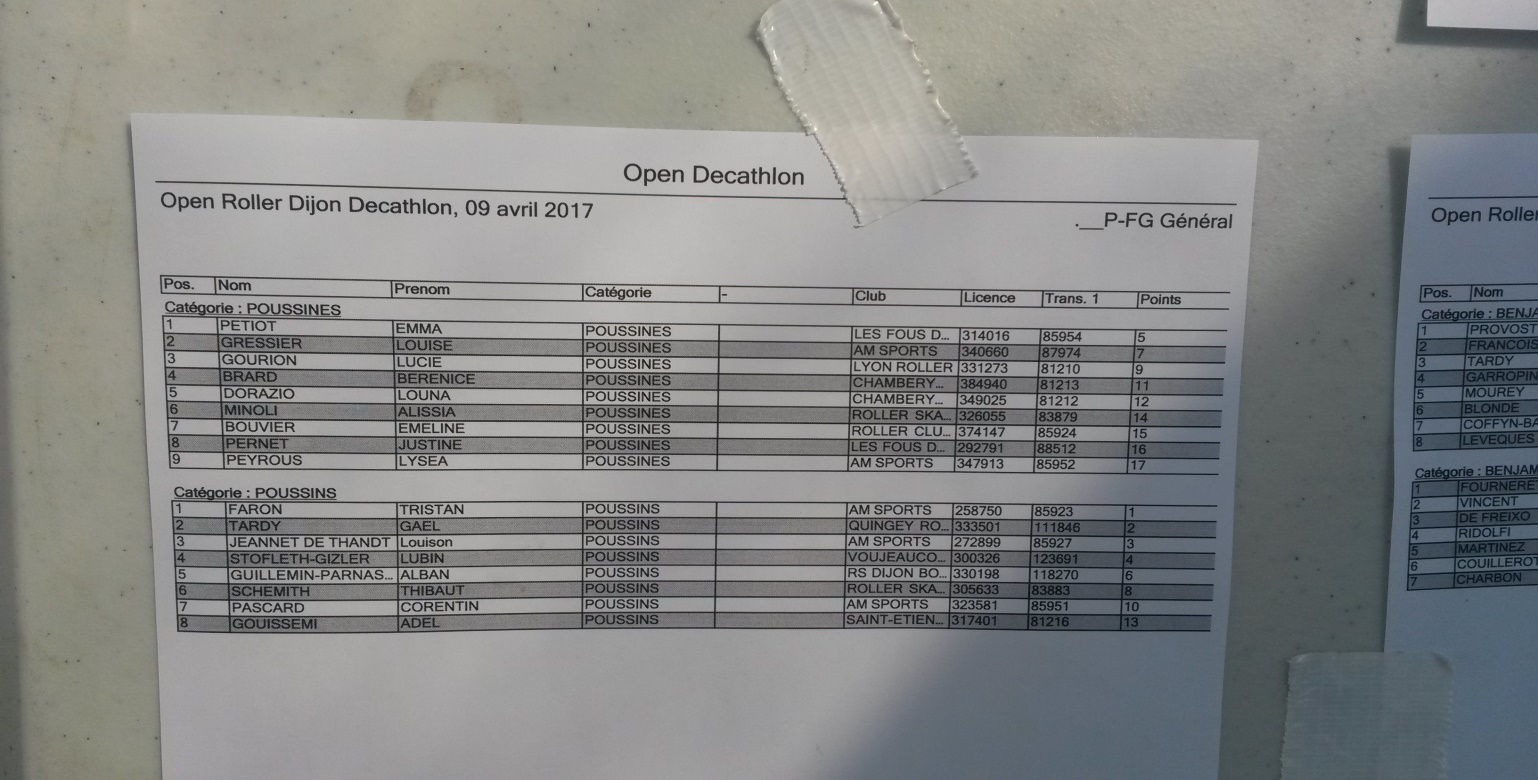 Open Decathlon
Open Roller Dijon Decathlon, 09 avril 2017
.__P-FG Général
Pos. Nom Prenom Catégorie - Club Licence Trans. 1 Points
Catégorie : POUSSINES
1 PETIOT EMMA POUSSINES LES FOUS D... 314016 85954 5
2 GRESSIER LOUISE POUSSINES AM SPORTS 340660 87974 7
3 GOURION LUCIE POUSSINES LYON ROLLER 331273 81210 9
4 BRARD BERENICE POUSSINES CHAMBERY... 384940 81213 11
5 DORAZIO LOUNA POUSSINES CHAMBERY... 349025 81212 12
6 MINOLI ALISSIA POUSSINES ROLLER SKA... 326055 83879 14
7 BOUVIER EMELINE POUSSINES ROLLER CLU... 374147 85924 15
8 PERNET JUSTINE POUSSINES LES FOUS D... 292791 88512 16
9 PEYROUS LYSEA POUSSINES AM SPORTS 347913 85952 17
Catégorie : POUSSINS
1 FARON TRISTAN POUSSINS AM SPORTS 258750 85923 1
2 TARDY GAEL POUSSINS QUINGEY RO... 333501 111846 2
3 JEANNET DE THANDT Louison POUSSINS AM SPORTS 272899 85927 3
4 STOFLETH-GIZLER LUBIN POUSSINS VOUJEAUCO... 300326 123691 4
5 GUILLEMIN-PARNAS... ALBAN POUSSINS RS DIJON BO... 330198 118270 6
6 SCHEMITH THIBAUT POUSSINS ROLLER SKA... 305633 83883 8
7 PASCARD CORENTIN POUSSINS AM SPORTS 323581 85951 10
8 GOUISSEMI ADEL POUSSINS SAINT-ETIEN... 317401 81216 13
Open Roller
Pos. Nom
Catégorie : BENJA
1 PROVOST
2 FRANCOIS
3 TARDY
4 GARROPIN
5 MOUREY
6 BLONDE
7 COFFYN-BA
8 LEVEQUES
Catégorie : BENJAM
1 FOURNERE
2 VINCENT
3 DE FREIXO
4 RIDOLFI
5 MARTINEZ
6 COUILLEROT
7 CHARBON